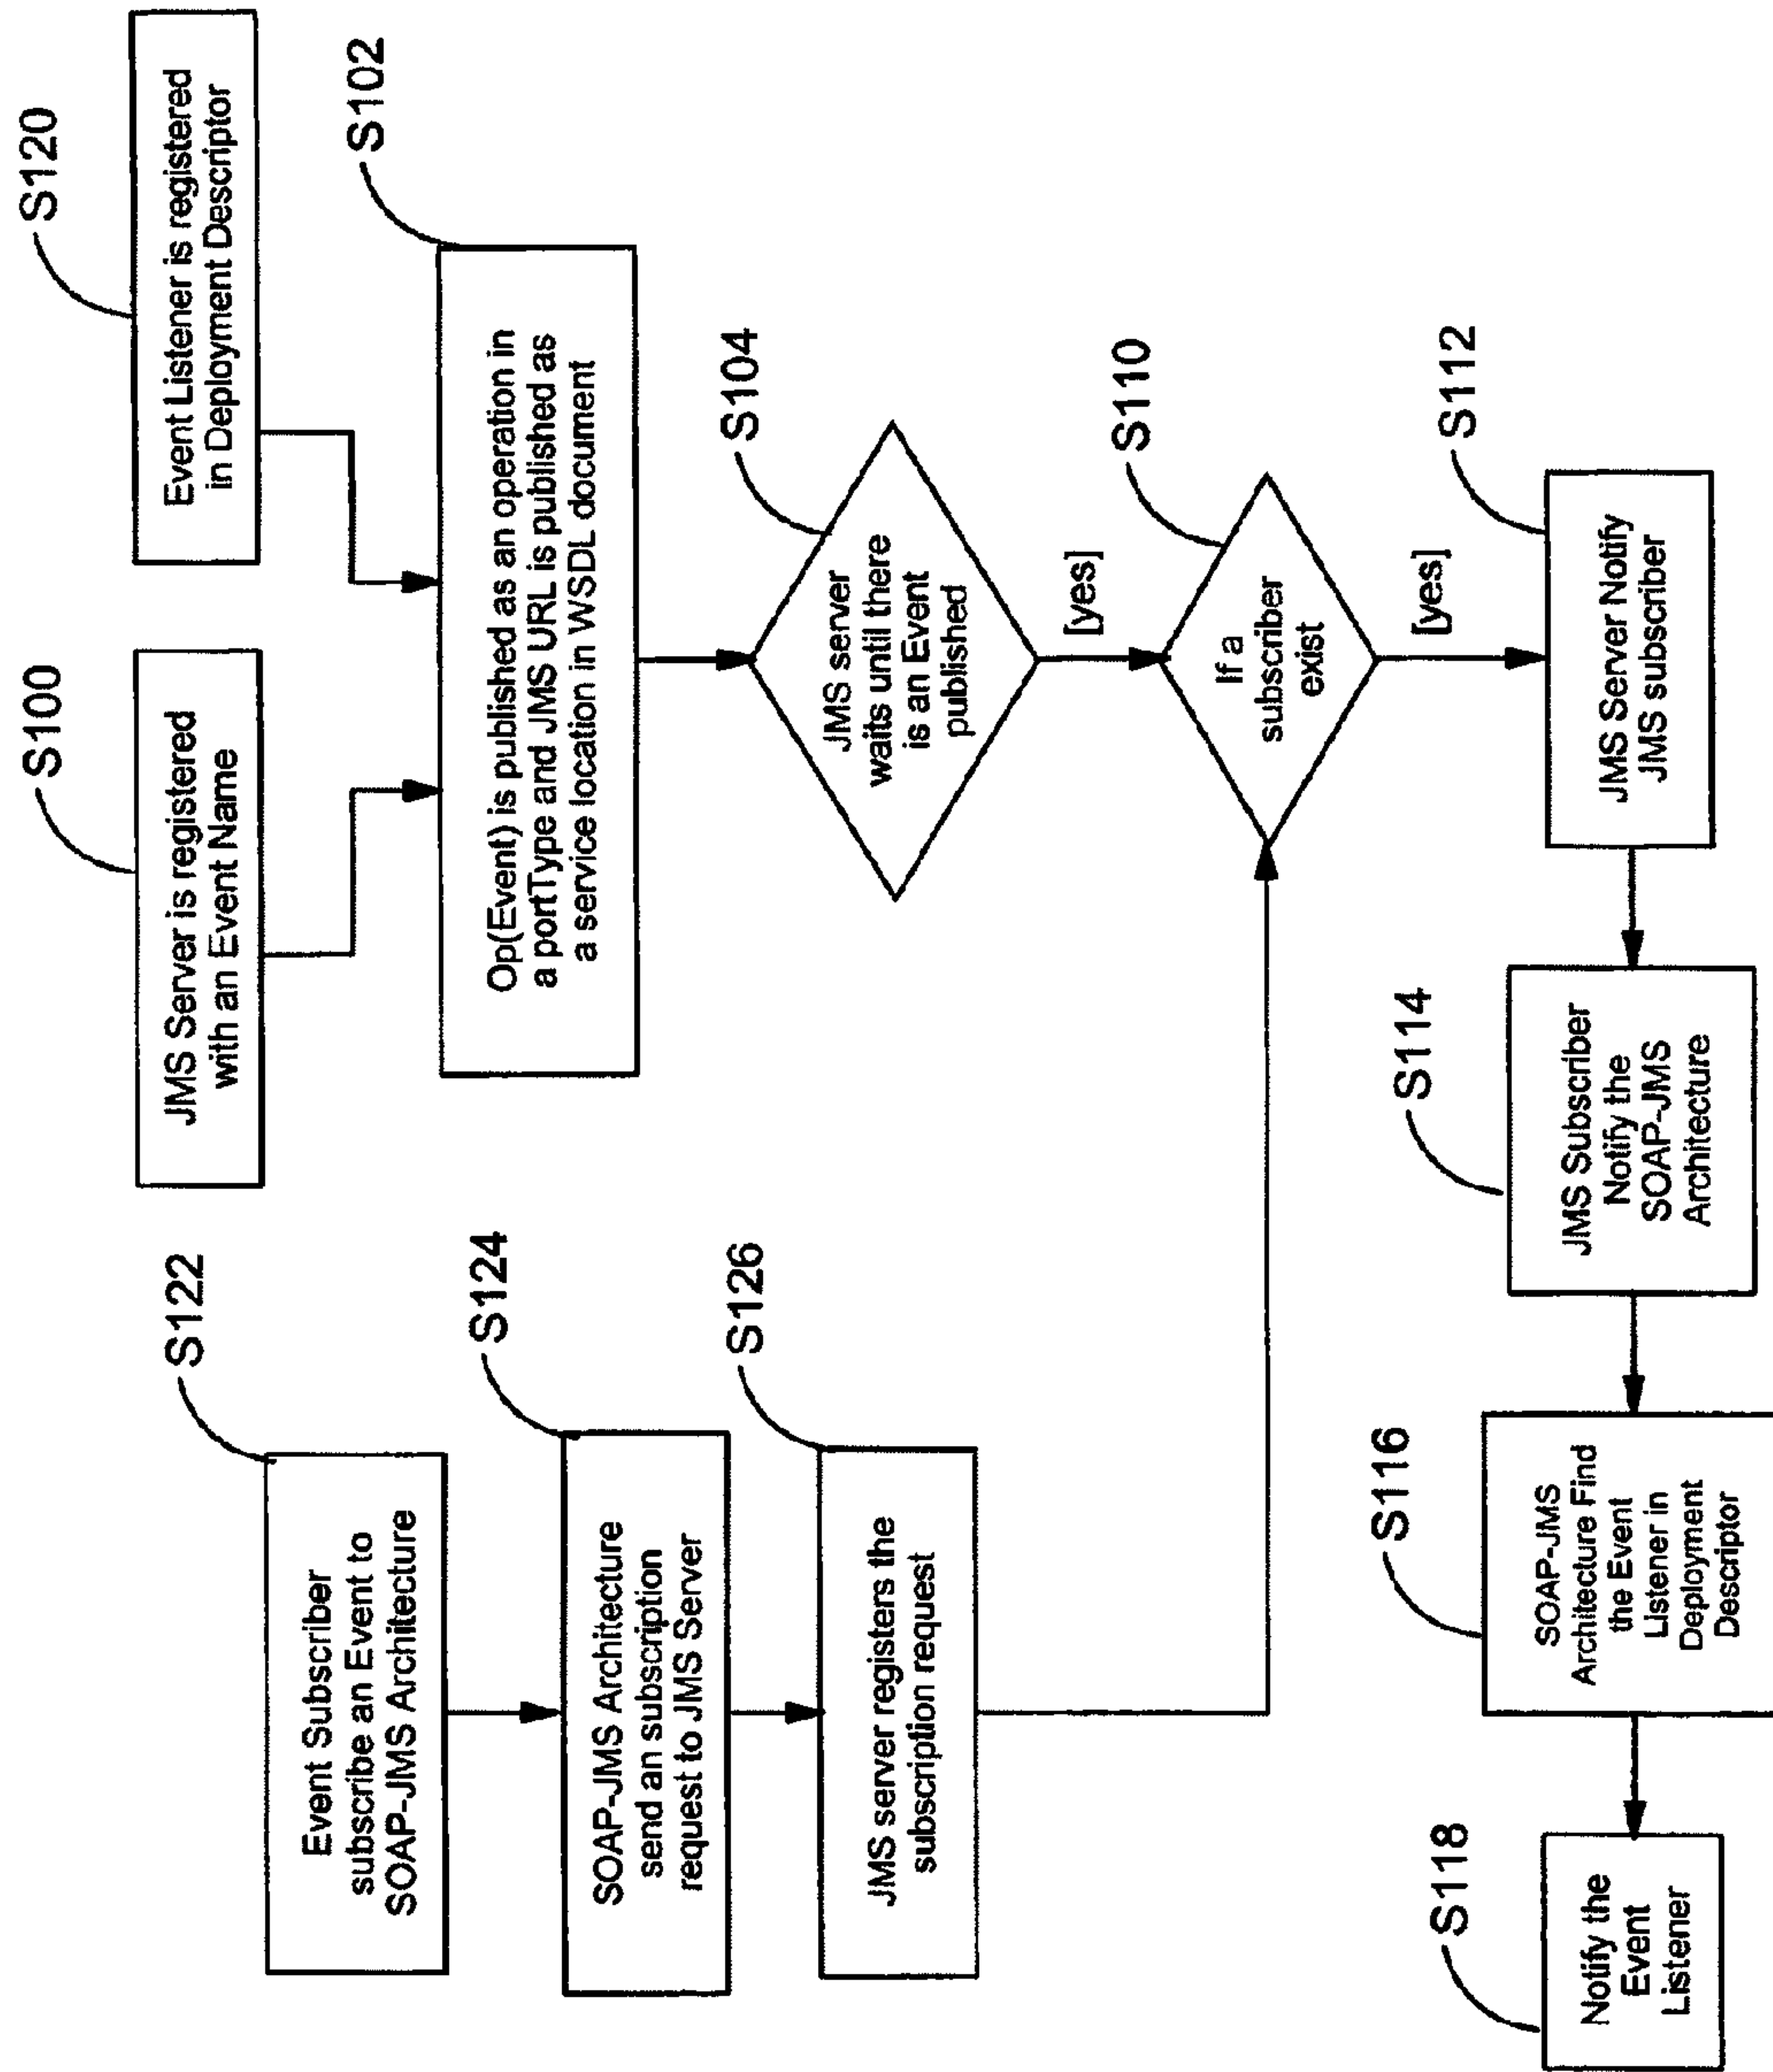 S122
Event Subscriber
subscribe an Event to
SOAP-JMS Architecture
S124
SOAP-JMS Architecture
send an subscription
request to JMS Server
S126
JMS server registers the
subscription request
S100
JMS Server is registered
with an Event Name
S120
Event Listener is registered
in Deployment Descriptor
S102
Op(Event) is published as an operation in
a portType and JMS URL is published as
a service location in WSDL document
S104
JMS server
waits until there
is an Event
published
[yes]
S110
If a
subscriber
exist
[yes]
S112
JMS Server Notify
JMS subscriber
S114
JMS Subscriber
Notify the
SOAP-JMS
Architecture
S116
SOAP-JMS
Architecture Find
the Event
Listener in
Deployment
Descriptor
S118
Notify the
Event
Listener